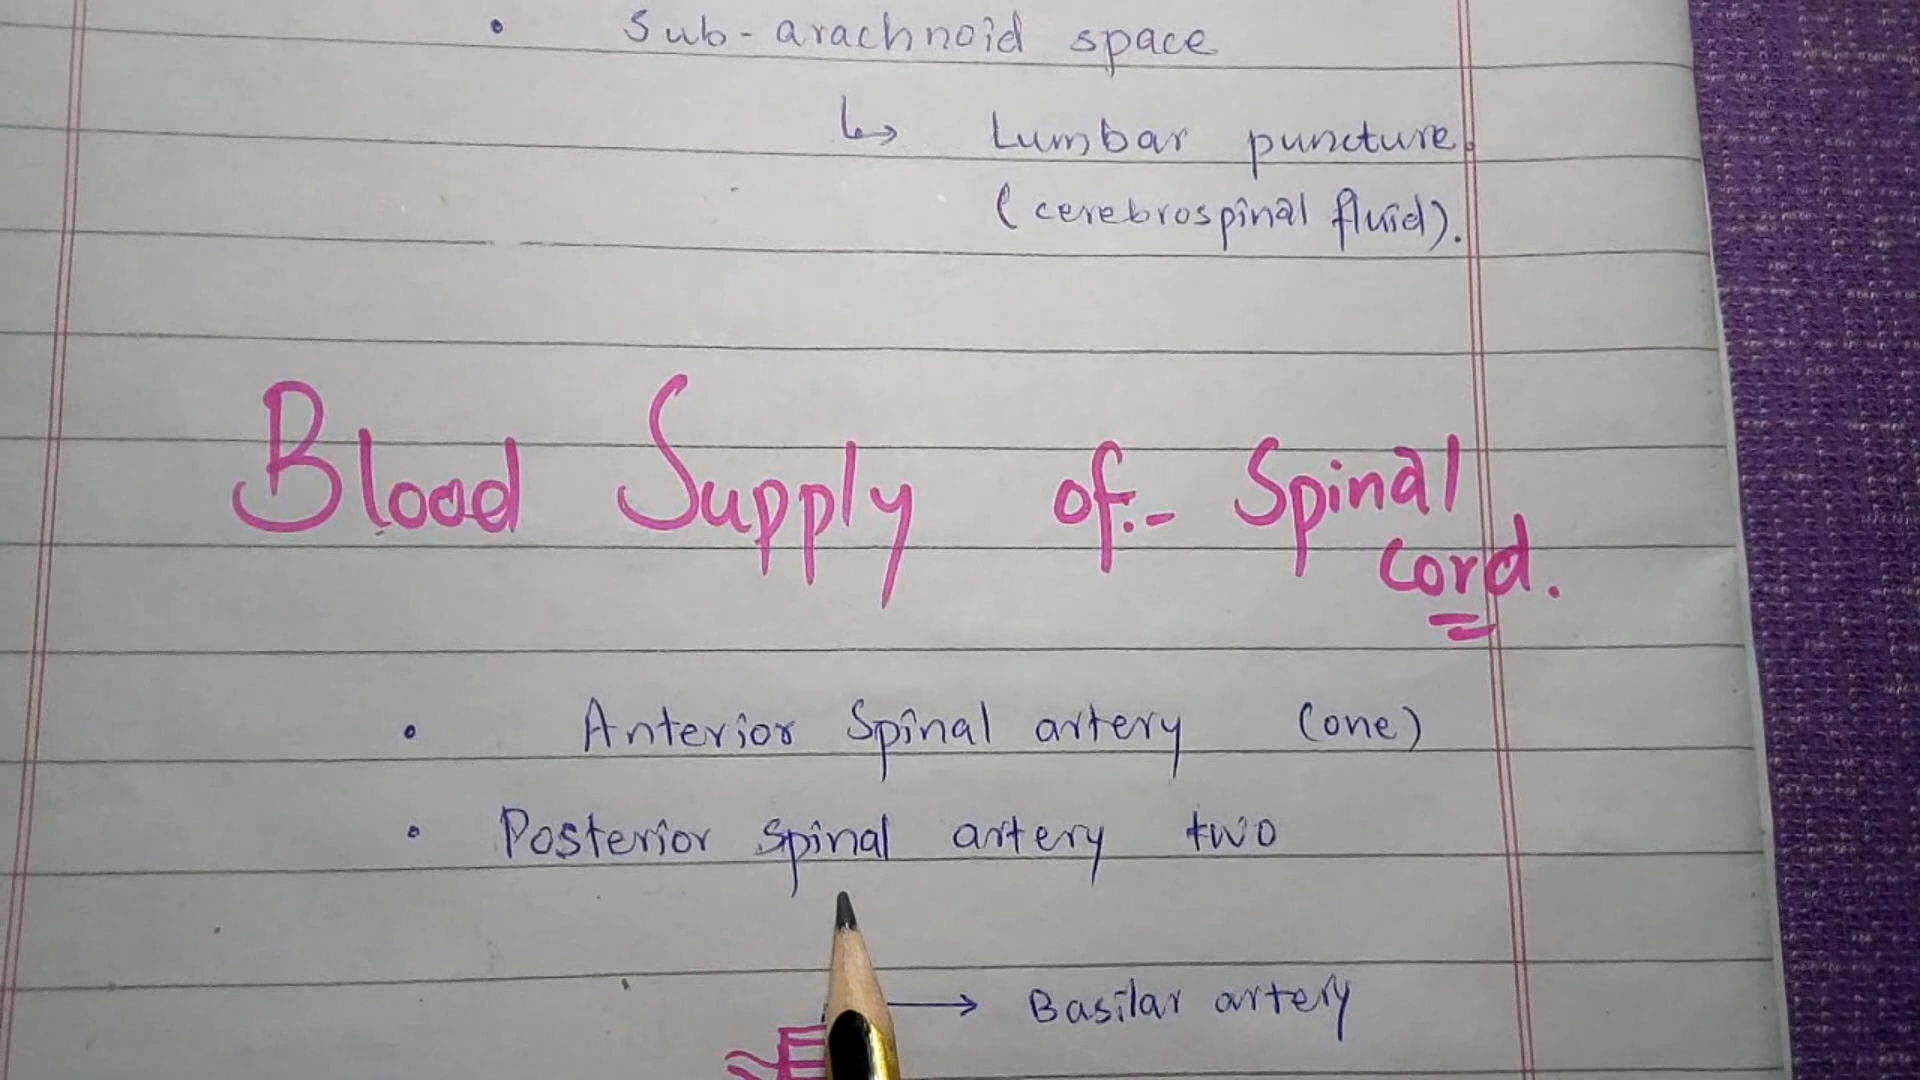 • Sub-arachnoid space
↳ Lumbar puncture
(cerebrospinal fluid).
Blood Supply of:- Spinal
cord.
• Anterior Spinal artery (one)
• Posterior spinal artery two
→ Basilar artery